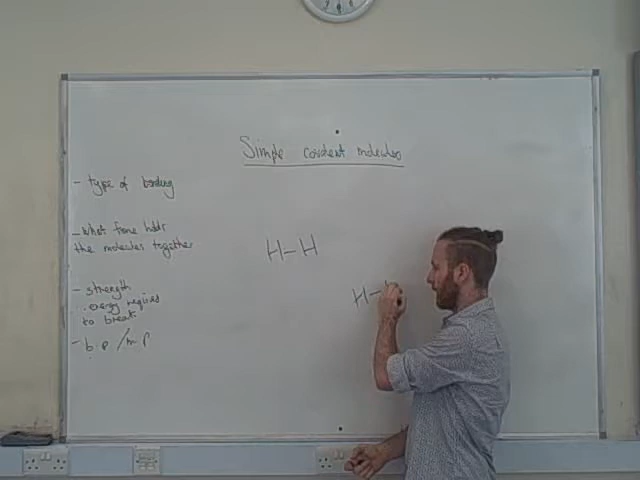 Simple covalent molecules
- type of bonding
- What force holds
the molecules together
- strength
energy required
to break
- b.p / m.p
H-H
H-